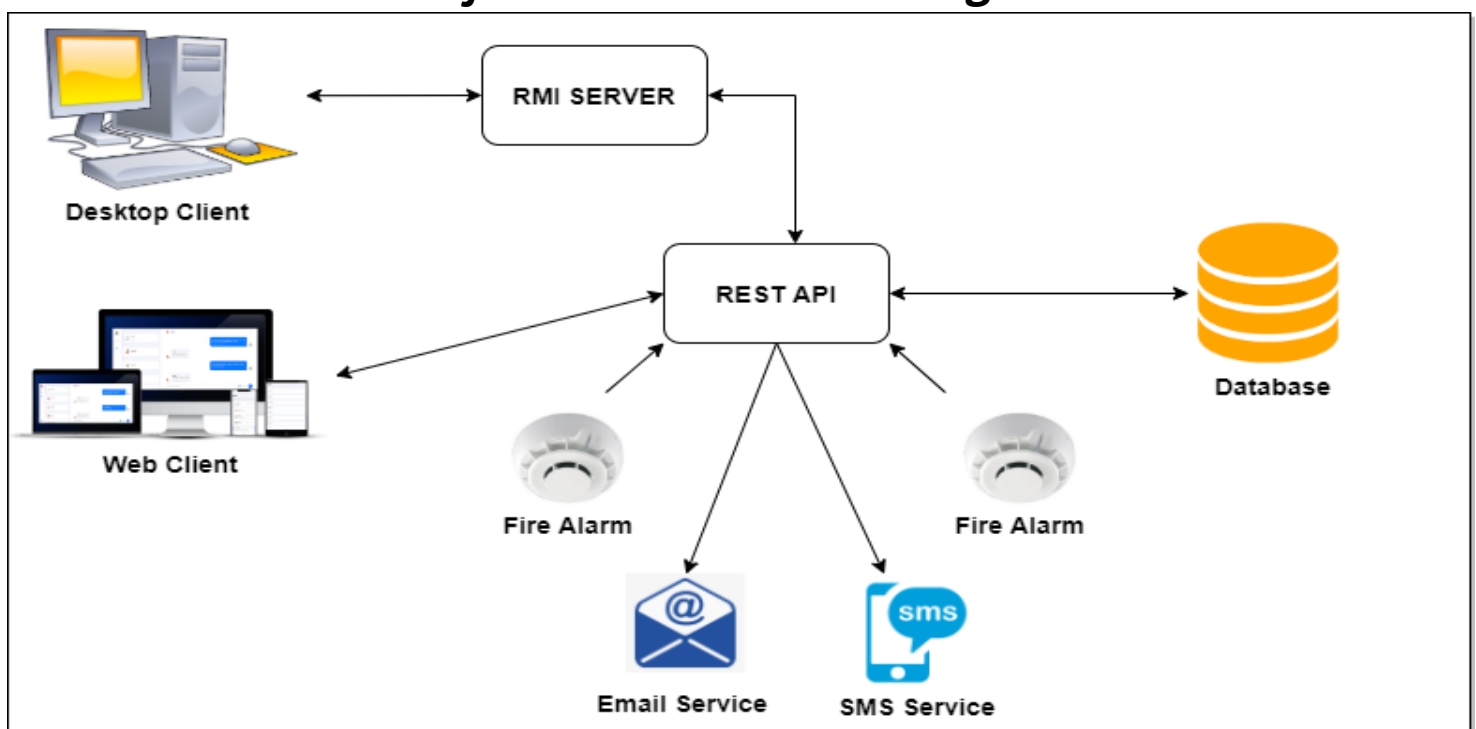 RMI SERVER
Desktop Client
REST API
Database
Web Client
Fire Alarm
Fire Alarm
@
sms
Email Service
SMS Service